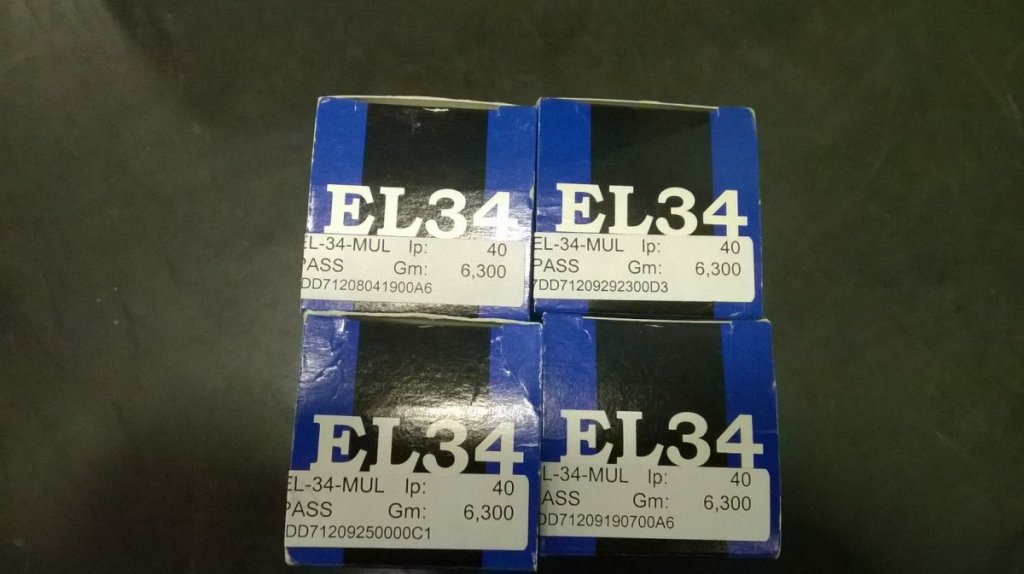 EL34
EL-34-MUL Ip: 40
PASS Gm: 6,300
DD71208041900A6
EL34
EL-34-MUL Ip: 40
PASS Gm: 6,300
7DD71209292300D3
EL34
EL-34-MUL Ip: 40
PASS Gm: 6,300
DD71209250000C1
EL34
EL-34-MUL Ip: 40
ASS Gm: 6,300
DD71209190700A6